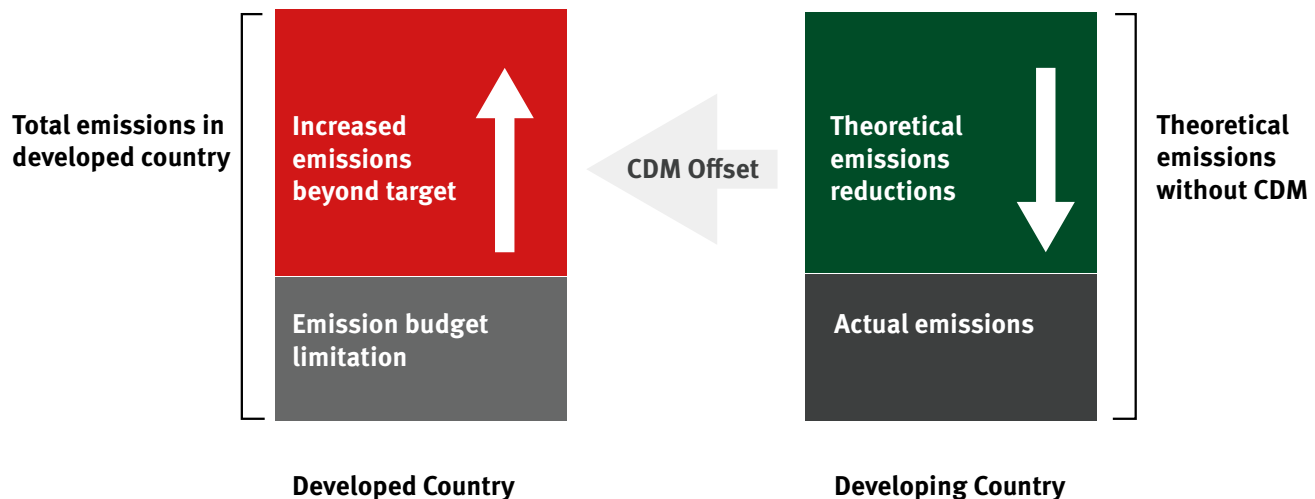 Total emissions in
developed country
Increased
emissions
beyond target
Emission budget
limitation
CDM Offset
Theoretical
emissions
reductions
Actual emissions
Theoretical
emissions
without CDM
Developed Country
Developing Country